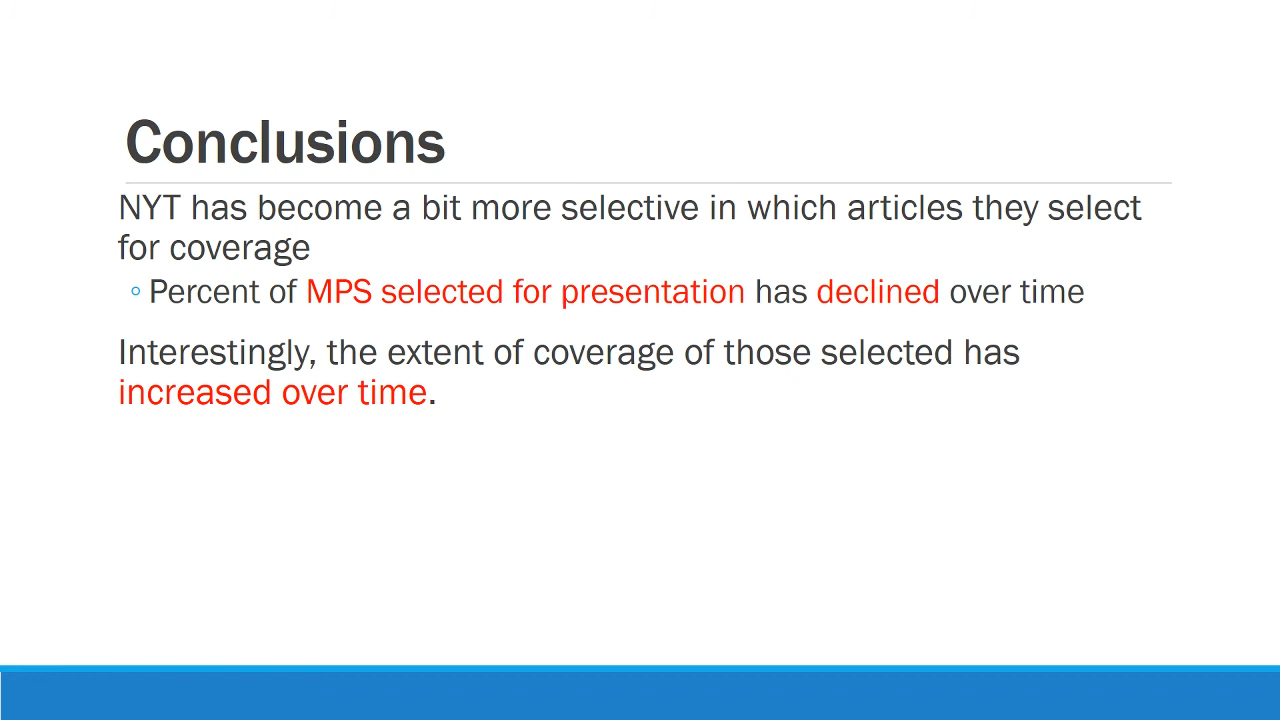 Conclusions
NYT has become a bit more selective in which articles they select
for coverage
◦ Percent of MPS selected for presentation has declined over time
Interestingly, the extent of coverage of those selected has
increased over time.